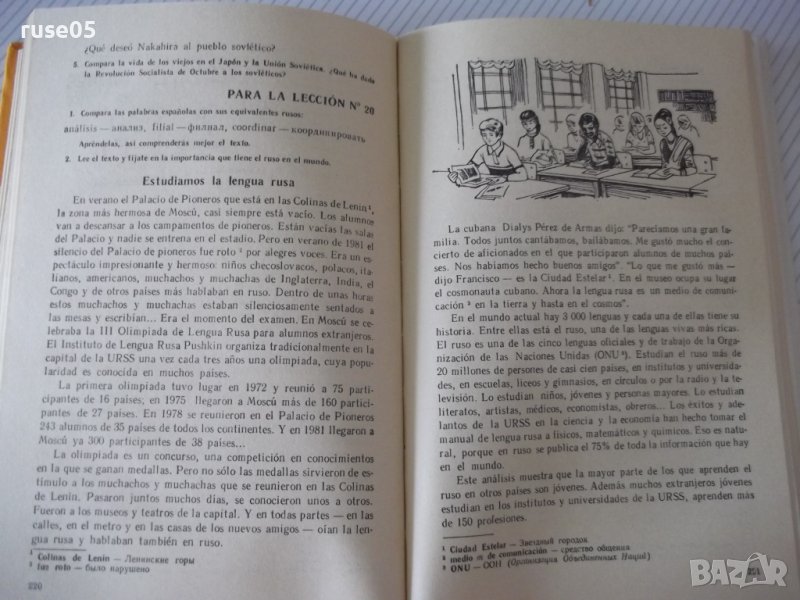 ruse05
¿Qué deseó Nakahira al pueblo soviético?
5. Compara la vida de los viejos en el Japón y la Unión Soviética. ¿Qué ha dado
la Revolución Socialista de Octubre a los soviéticos?
PARA LA LECCIÓN N° 20
1. Compara las palabras españolas con sus equivalentes rusos:
análisis — анализ, filial — филиал, coordinar — координировать
Apréndelas, así comprenderás mejor el texto.
2. Lee el texto y fíjate en la importancia que tiene el ruso en el mundo.
Estudiamos la lengua rusa
En verano el Palacio de Pioneros que está en las Colinas de Lenin ¹,
la zona más hermosa de Moscú, casi siempre está vacío. Los alumnos
van a descansar a los campamentos de pioneros. Están vacías las salas
del Palacio y nadie se entrena en el estadio. Pero en verano de 1981 el
silencio del Palacio de pioneros fue roto ² por alegres voces. Era un es-
pectáculo impresionante y hermoso: niños checoslovacos, polacos, ita-
lianos, americanos, muchachos y muchachas de Inglaterra, India, el
Congo y de otros países más hablaban en ruso. Dentro de unas horas
estos muchachos y muchachas estaban silenciosamente sentados a
las mesas y escribían... Era el momento del examen. En Moscú se ce-
lebraba la III Olimpiada de Lengua Rusa para alumnos extranjeros.
El Instituto de Lengua Rusa Pushkin organiza tradicionalmente en la
capital de la URSS una vez cada tres años una olimpiada, cuya popu-
laridad es conocida en muchos países.
La primera olimpiada tuvo lugar en 1972 y reunió a 75 parti-
cipantes de 16 países; en 1975 llegaron a Moscú más de 160 partici-
pantes de 27 países. En 1978 se reunieron en el Palacio de Pioneros
243 alumnos de 35 países de todos los continentes. Y en 1981 llegaron a
Moscú ya 300 participantes de 38 países...
La olimpiada es un concurso, una competición en conocimientos
en la que se ganan medallas. Pero no sólo las medallas sirvieron de es-
tímulo a los muchachos y muchachas que se reunieron en las Colinas
de Lenin. Pasaron juntos muchos días, se conocieron unos a otros.
Fueron a los museos y teatros de la capital. Y en todas partes — en las
calles, en el metro y en las casas de los nuevos amigos — oían la len-
gua rusa y hablaban también en ruso.
¹ Colinas de Lenin — Ленинские горы
² fue roto — было нарушено
220
La cubana Dialys Pérez de Armas dijo: "Parecíamos una gran fa-
milia. Todos juntos cantábamos, bailábamos. Me gustó mucho el con-
cierto de aficionados en el que participaron alumnos de muchos paí-
ses. Nos habíamos hecho buenos amigos" "Lo que me gustó más —
dijo Francisco — es la Ciudad Estelar ¹. En el museo ocupa su lugar
el cosmonauta cubano. Ahora la lengua rusa es un medio de comuni-
cación ² en la tierra y hasta en el cosmos".
En el mundo actual hay 3 000 lenguas y cada una de ellas tiene su
historia. Entre ellas está el ruso, una de las lenguas vivas más ricas.
El ruso es una de las cinco lenguas oficiales y de trabajo de la Orga-
nización de las Naciones Unidas (ONU ³). Estudian el ruso más de
20 millones de personas de casi cien países, en institutos y universida-
des, en escuelas, liceos y gimnasios, en círculos o por la radio y la te-
levisión. Lo estudian niños, jóvenes y personas mayores. Lo estudian
literatos, artistas, médicos, economistas, obreros... Los éxitos y ade-
lantos de la URSS en la ciencia y la economía han hecho tomar el
manual de lengua rusa a físicos, matemáticos y químicos. Eso es na-
tural, porque en ruso se publica el 75% de toda la información que hay
en el mundo.
Este análisis muestra que la mayor parte de los que aprenden el
ruso en otros países son jóvenes. Además muchos extranjeros jóvenes
estudian en los institutos y universidades de la URSS, aprenden más
de 150 profesiones.
¹ Ciudad Estelar — Звездный городок
² medio m de comunicación — средство общения
³ ONU — ООН (Организация Объединенных Наций)
221
BAZAR
bg